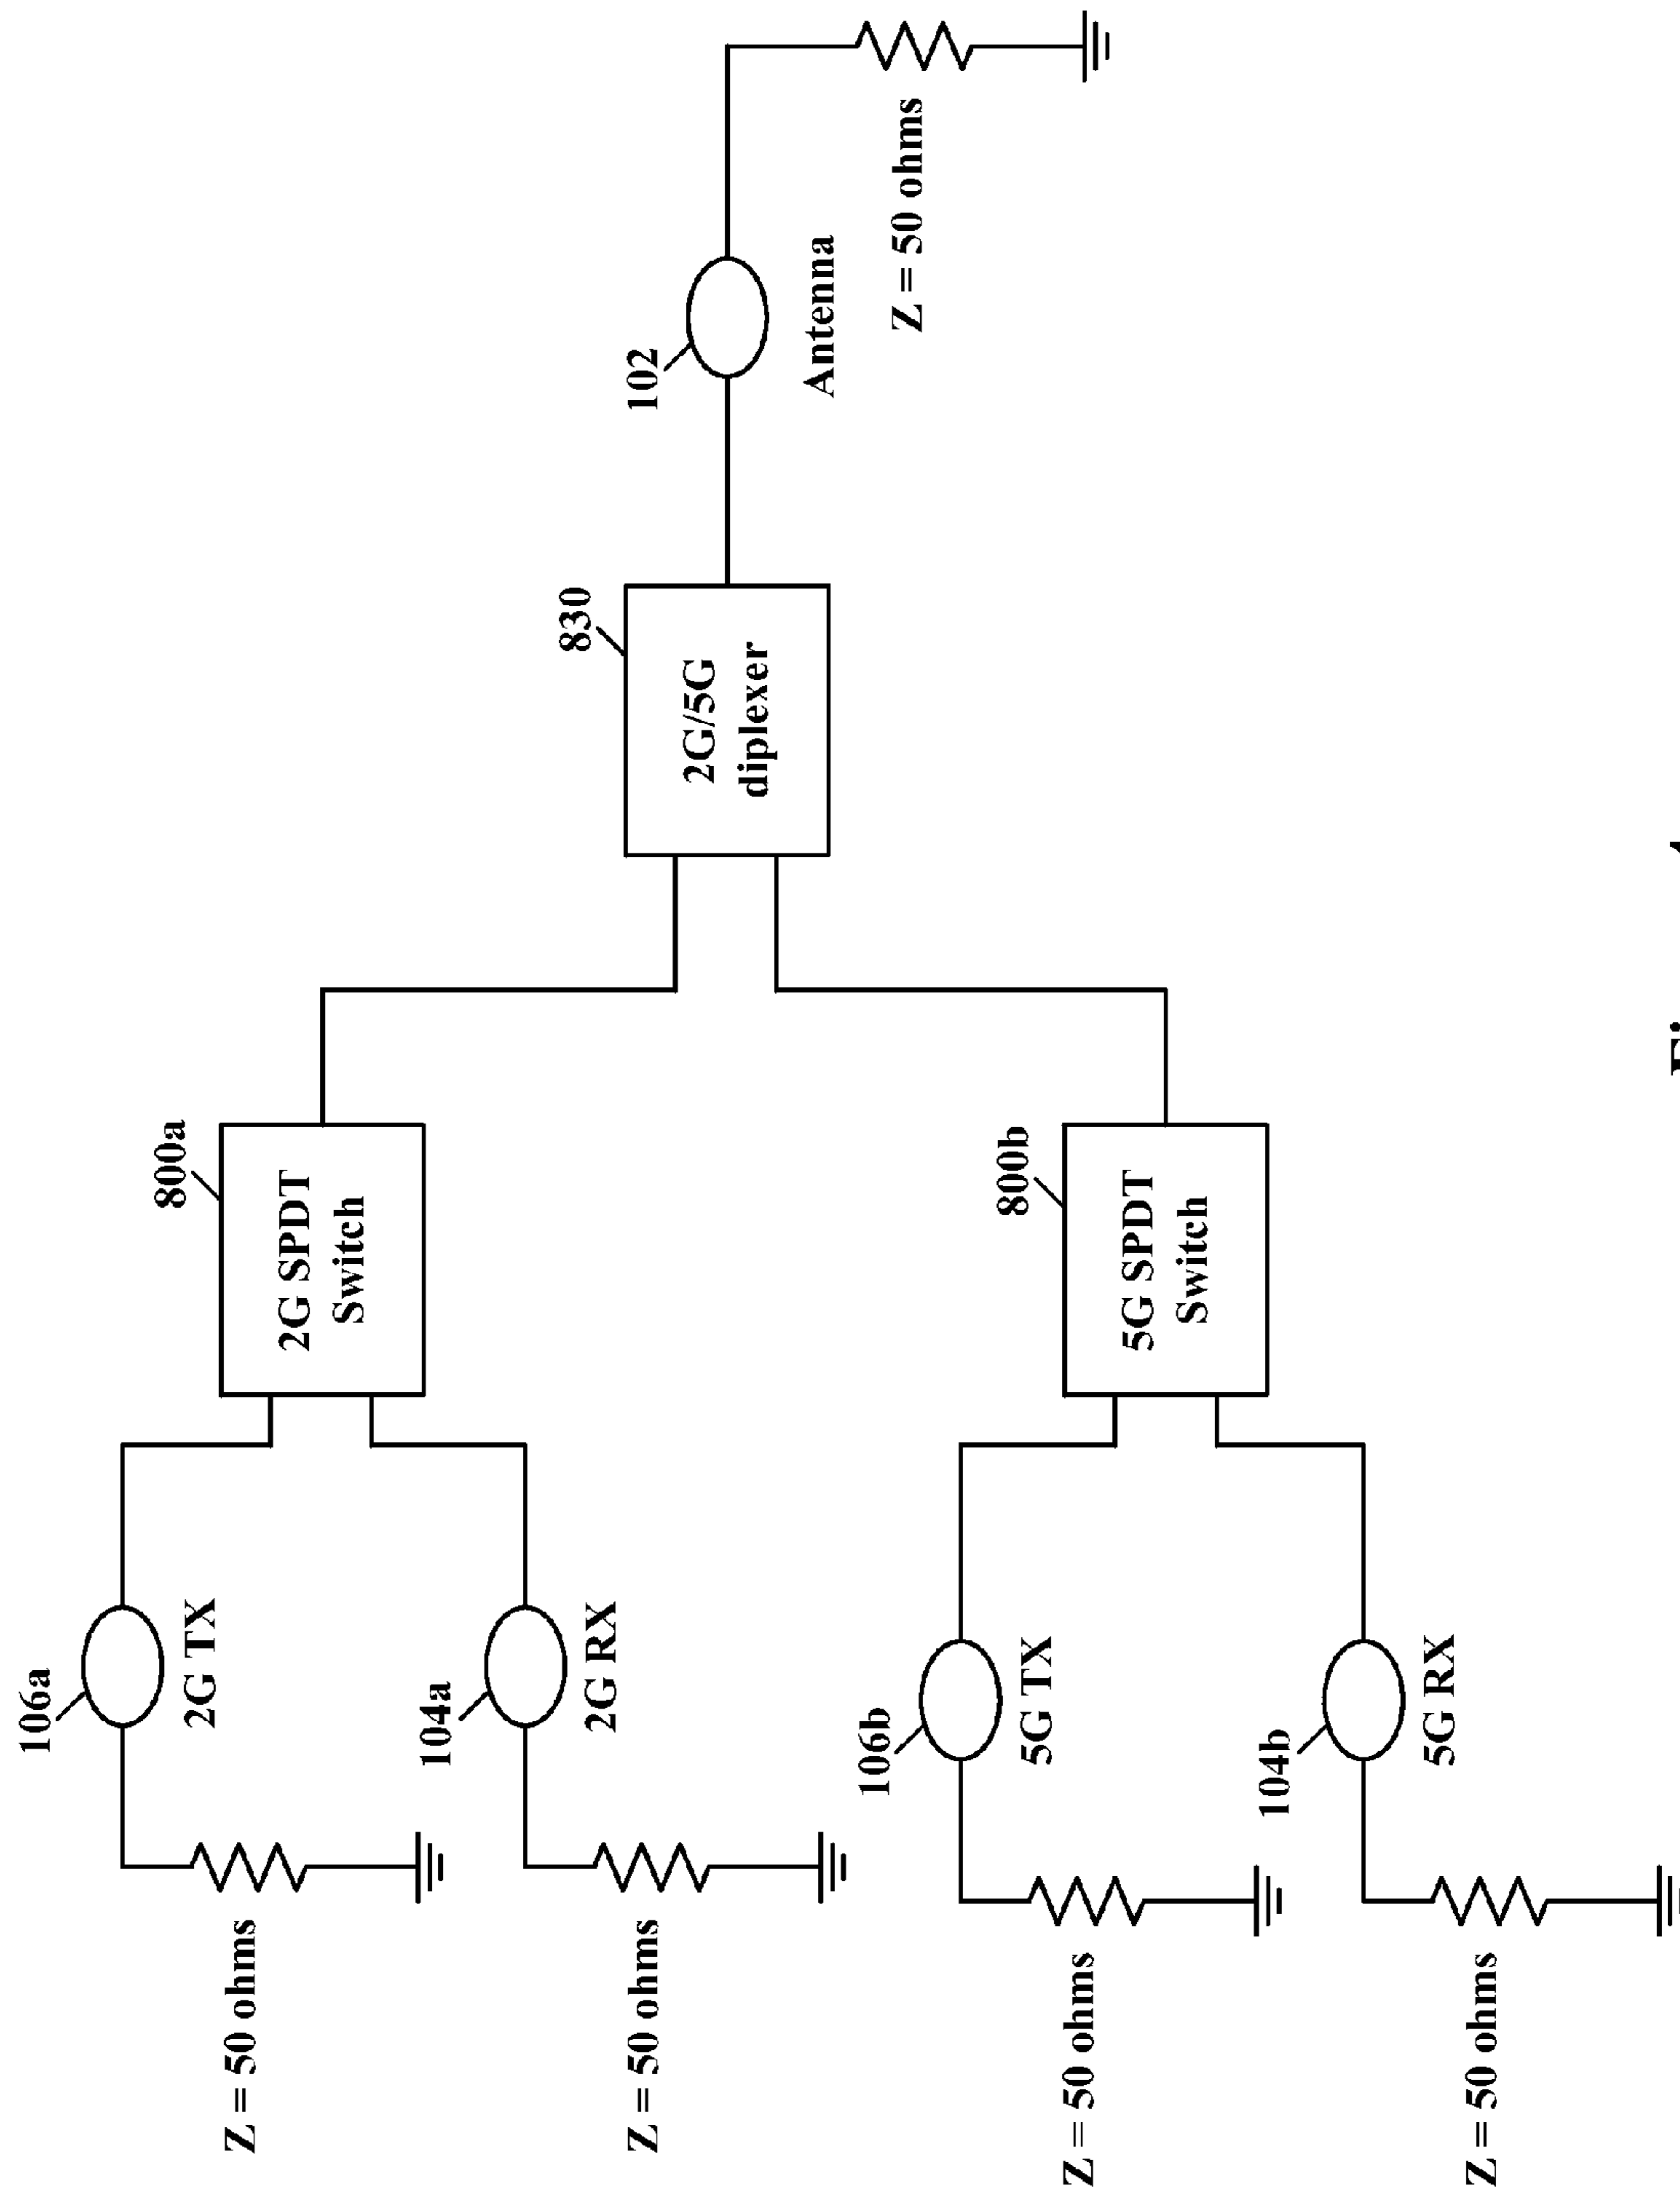 106a
2G TX
Z = 50 ohms
104a
2G RX
Z = 50 ohms
800a
2G SPDT
Switch
830
2G/5G
diplexer
102
Antenna
Z = 50 ohms
106b
5G TX
Z = 50 ohms
104b
5G RX
Z = 50 ohms
800b
5G SPDT
Switch